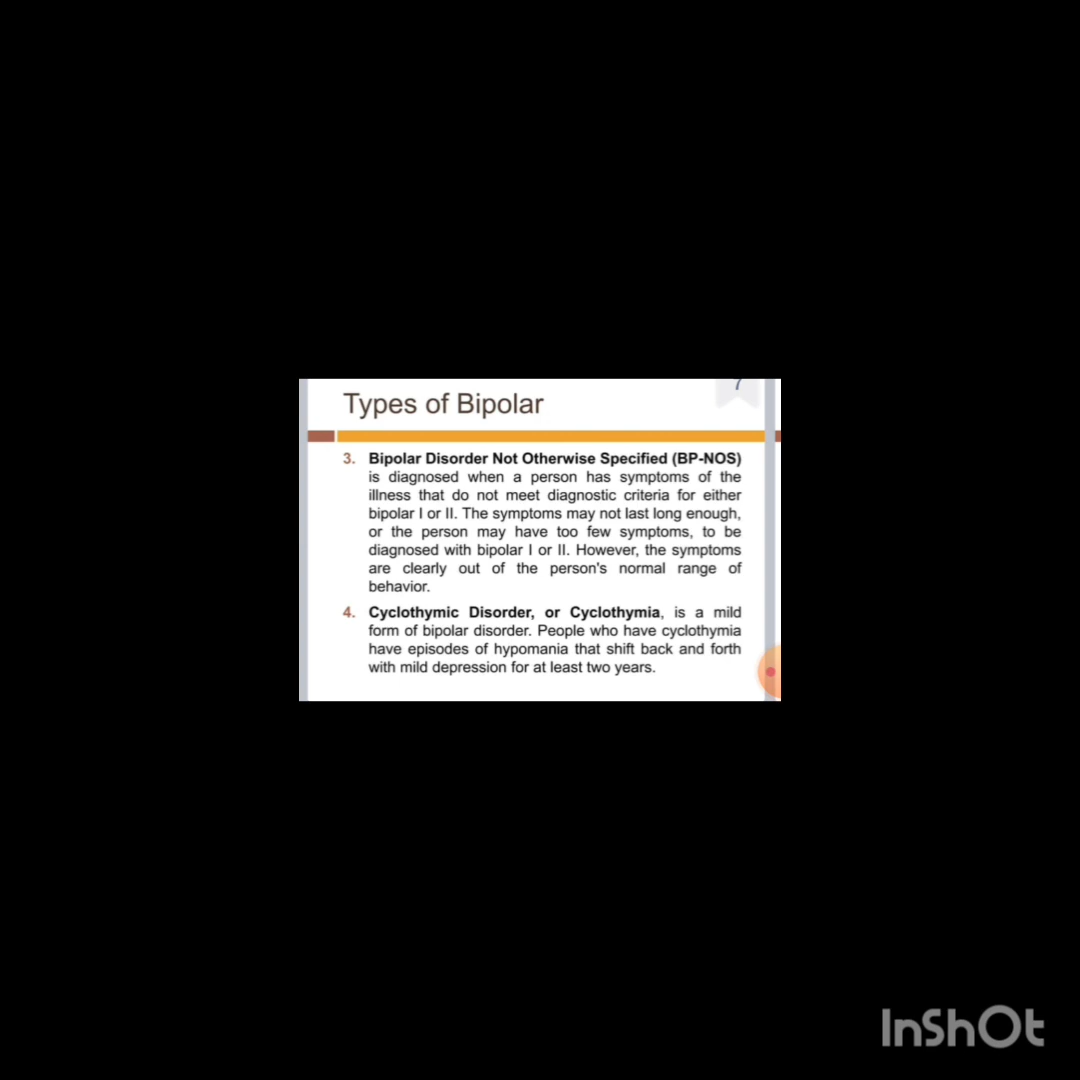 7
Types of Bipolar
3. Bipolar Disorder Not Otherwise Specified (BP-NOS)
is diagnosed when a person has symptoms of the
illness that do not meet diagnostic criteria for either
bipolar I or II. The symptoms may not last long enough,
or the person may have too few symptoms, to be
diagnosed with bipolar I or II. However, the symptoms
are clearly out of the person's normal range of
behavior.
4. Cyclothymic Disorder, or Cyclothymia, is a mild
form of bipolar disorder. People who have cyclothymia
have episodes of hypomania that shift back and forth
with mild depression for at least two years.
InShOt